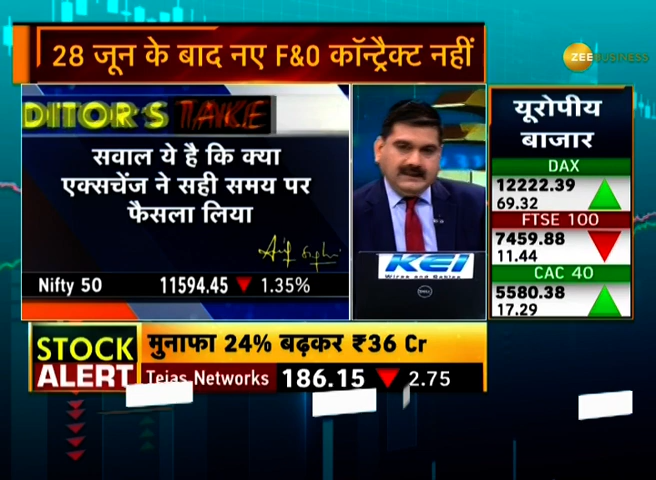 28 जून के बाद नए F&O कॉन्ट्रैक्ट नहीं
ZEEBUSINESS
DITOR'S TAKE
सवाल ये है कि क्या
एक्सचेंज ने सही समय पर
फैसला लिया
Nifty 50 11594.45 1.35%
KEI
Wires and Cables
DELL
यूरोपीय
बाजार
DAX
12222.39
69.32
FTSE 100
7459.88
11.44
CAC 40
5580.38
17.29
STOCK
ALERT
मुनाफा 24% बढ़कर ₹36 Cr
Tejas Networks 186.15 2.75